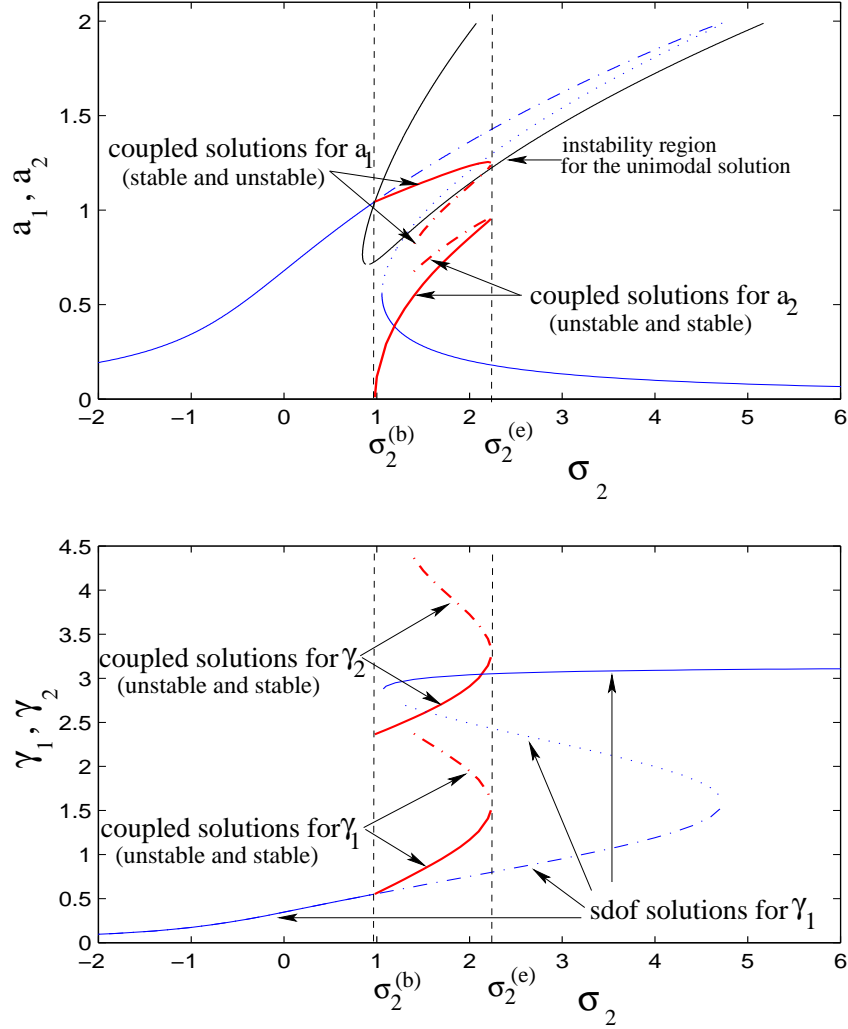 2
1.5
1
0.5
0
a₁, a₂
coupled solutions for a₁
(stable and unstable)
instability region
for the unimodal solution
coupled solutions for a₂
(unstable and stable)
−2 −1 0 1 2 3 4 5 6
σ₂⁽ᵇ⁾ σ₂⁽ᵉ⁾ σ₂
4.5
4
3.5
3
2.5
2
1.5
1
0.5
0
γ₁, γ₂
coupled solutions for γ₂
(unstable and stable)
coupled solutions for γ₁
(unstable and stable)
sdof solutions for γ₁
−2 −1 0 1 2 3 4 5 6
σ₂⁽ᵇ⁾ σ₂⁽ᵉ⁾ σ₂